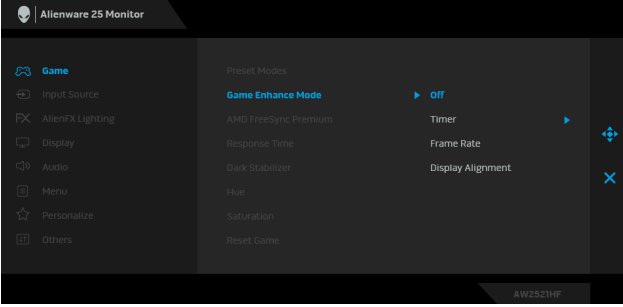 Alienware 25 Monitor
Game
Input Source
FX AlienFX Lighting
Display
Audio
Menu
Personalize
Others
Preset Modes
Game Enhance Mode
AMD FreeSync Premium
Response Time
Dark Stabilizer
Hue
Saturation
Reset Game
Off
Timer
Frame Rate
Display Alignment
AW2521HF